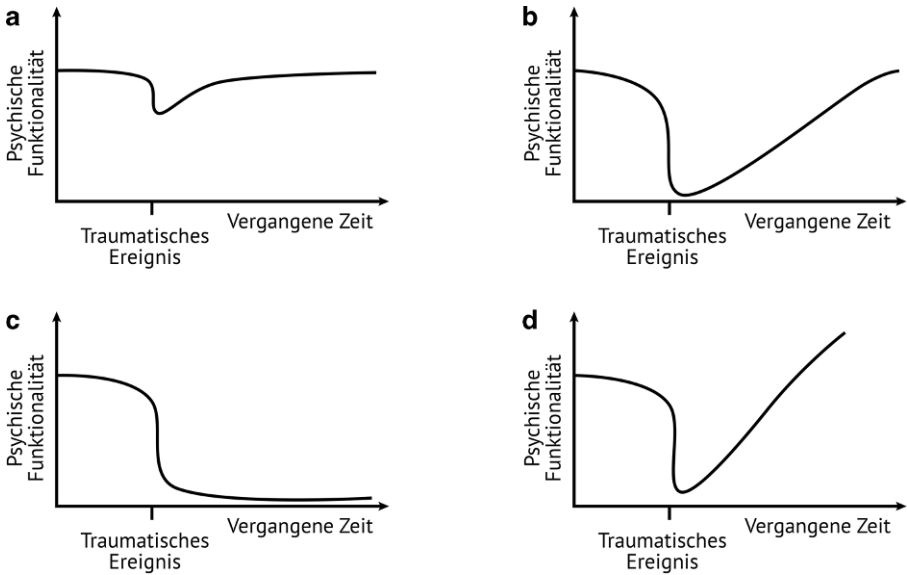 a
Psychische
Funktionalität
Vergangene Zeit
Traumatisches
Ereignis
b
Psychische
Funktionalität
Vergangene Zeit
Traumatisches
Ereignis
c
Psychische
Funktionalität
Vergangene Zeit
Traumatisches
Ereignis
d
Psychische
Funktionalität
Vergangene Zeit
Traumatisches
Ereignis